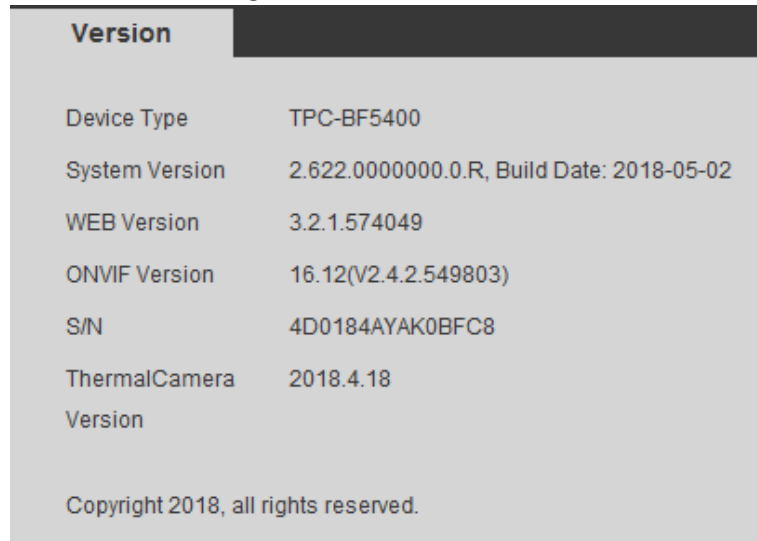 Version
Device Type TPC-BF5400
System Version 2.622.0000000.0.R, Build Date: 2018-05-02
WEB Version 3.2.1.574049
ONVIF Version 16.12(V2.4.2.549803)
S/N 4D0184AYAK0BFC8
ThermalCamera 2018.4.18
Version
Copyright 2018, all rights reserved.